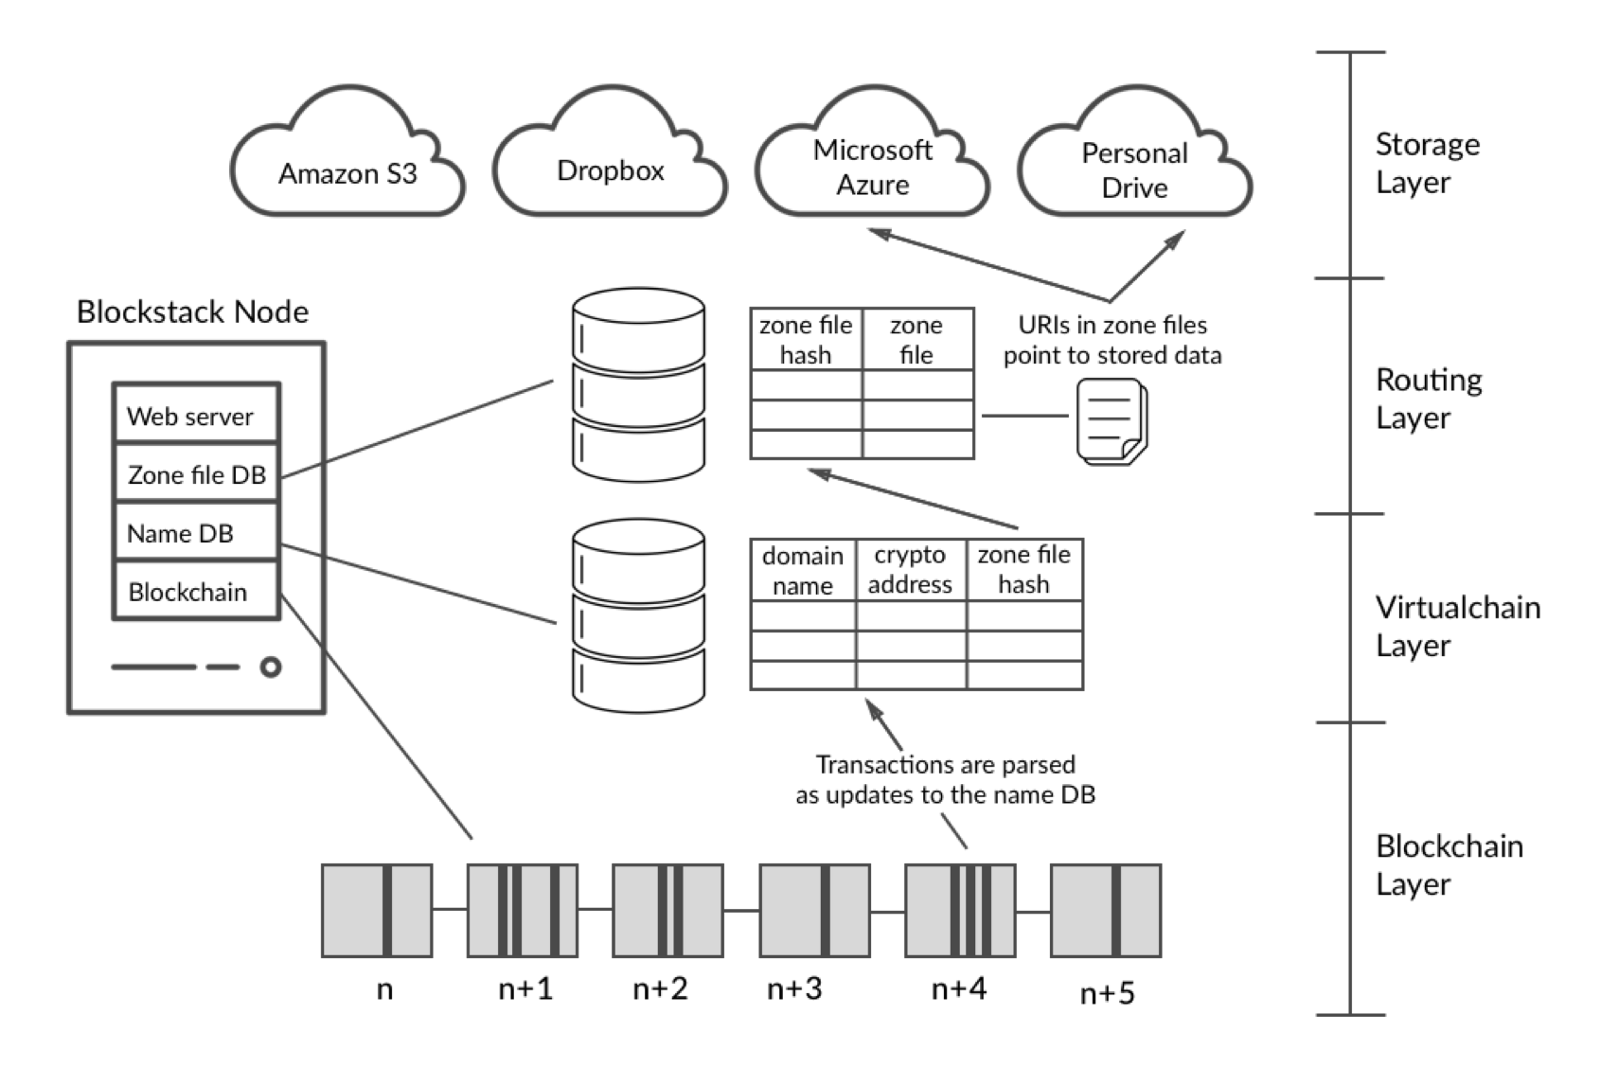 Amazon S3
Dropbox
Microsoft
Azure
Personal
Drive
Storage
Layer
Blockstack Node
Web server
Zone file DB
Name DB
Blockchain
zone file
hash
zone
file
URIs in zone files
point to stored data
Routing
Layer
domain
name
crypto
address
zone file
hash
Virtualchain
Layer
Transactions are parsed
as updates to the name DB
Blockchain
Layer
n
n+1
n+2
n+3
n+4
n+5